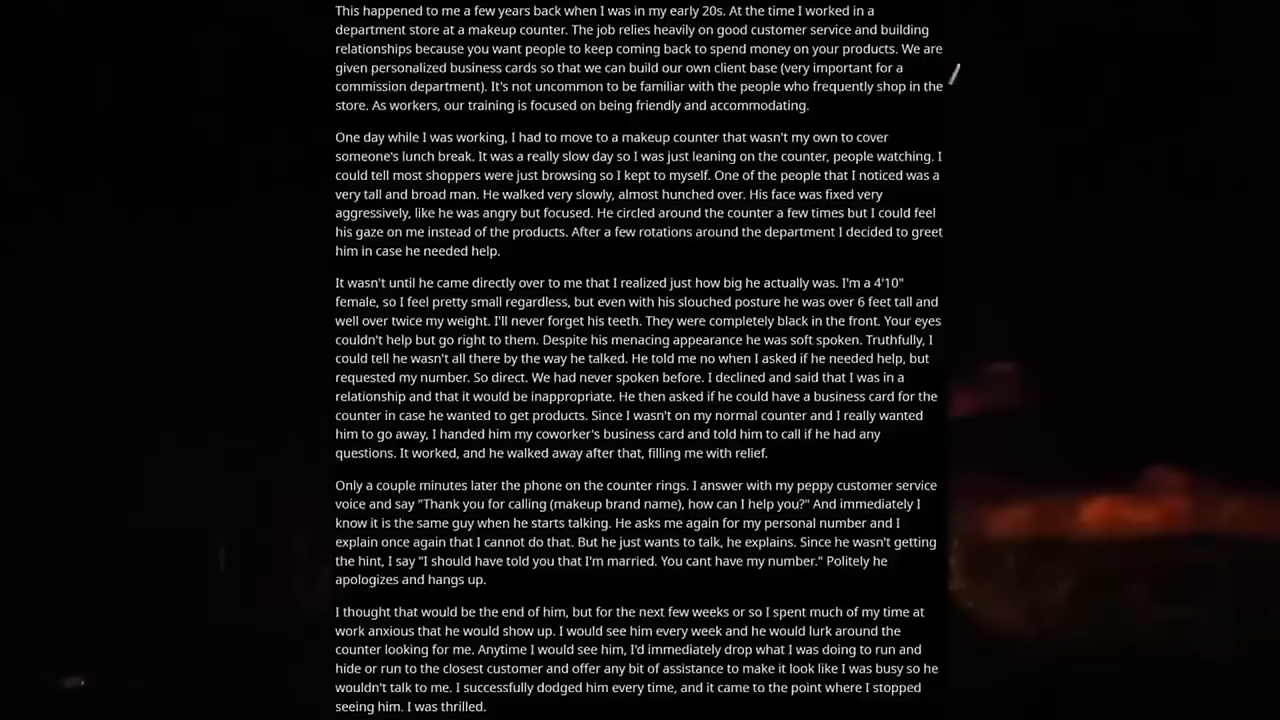 This happened to me a few years back when I was in my early 20s. At the time I worked in a
department store at a makeup counter. The job relies heavily on good customer service and building
relationships because you want people to keep coming back to spend money on your products. We are
given personalized business cards so that we can build our own client base (very important for a
commission department). It's not uncommon to be familiar with the people who frequently shop in the
store. As workers, our training is focused on being friendly and accommodating.
One day while I was working, I had to move to a makeup counter that wasn't my own to cover
someone's lunch break. It was a really slow day so I was just leaning on the counter, people watching. I
could tell most shoppers were just browsing so I kept to myself. One of the people that I noticed was a
very tall and broad man. He walked very slowly, almost hunched over. His face was fixed very
aggressively, like he was angry but focused. He circled around the counter a few times but I could feel
his gaze on me instead of the products. After a few rotations around the department I decided to greet
him in case he needed help.
It wasn't until he came directly over to me that I realized just how big he actually was. I'm a 4'10"
female, so I feel pretty small regardless, but even with his slouched posture he was over 6 feet tall and
well over twice my weight. I'll never forget his teeth. They were completely black in the front. Your eyes
couldn't help but go right to them. Despite his menacing appearance he was soft spoken. Truthfully, I
could tell he wasn't all there by the way he talked. He told me no when I asked if he needed help, but
requested my number. So direct. We had never spoken before. I declined and said that I was in a
relationship and that it would be inappropriate. He then asked if he could have a business card for the
counter in case he wanted to get products. Since I wasn't on my normal counter and I really wanted
him to go away, I handed him my coworker's business card and told him to call if he had any
questions. It worked, and he walked away after that, filling me with relief.
Only a couple minutes later the phone on the counter rings. I answer with my peppy customer service
voice and say "Thank you for calling (makeup brand name), how can I help you?" And immediately I
know it is the same guy when he starts talking. He asks me again for my personal number and I
explain once again that I cannot do that. But he just wants to talk, he explains. Since he wasn't getting
the hint, I say "I should have told you that I'm married. You cant have my number." Politely he
apologizes and hangs up.
I thought that would be the end of him, but for the next few weeks or so I spent much of my time at
work anxious that he would show up. I would see him every week and he would lurk around the
counter looking for me. Anytime I would see him, I'd immediately drop what I was doing to run and
hide or run to the closest customer and offer any bit of assistance to make it look like I was busy so he
wouldn't talk to me. I successfully dodged him every time, and it came to the point where I stopped
seeing him. I was thrilled.